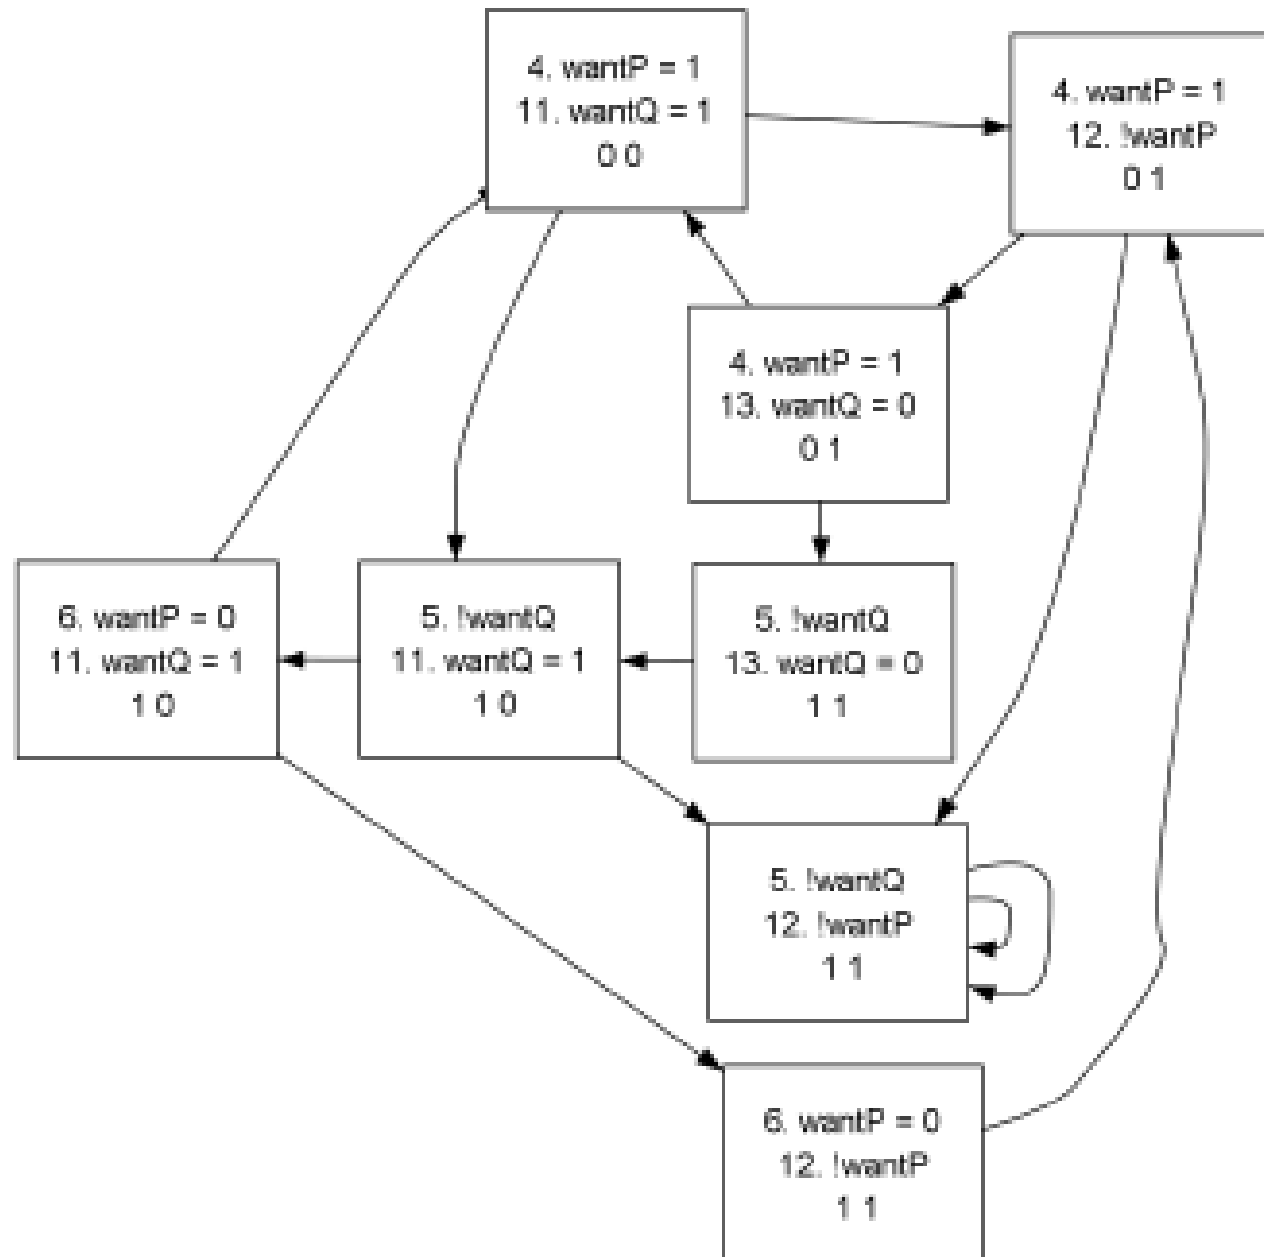 4. wantP = 1
11. wantQ = 1
0 0
4. wantP = 1
12. !wantP
0 1
4. wantP = 1
13. wantQ = 0
0 1
6. wantP = 0
11. wantQ = 1
1 0
5. !wantQ
11. wantQ = 1
1 0
5. !wantQ
13. wantQ = 0
1 1
5. !wantQ
12. !wantP
1 1
6. wantP = 0
12. !wantP
1 1